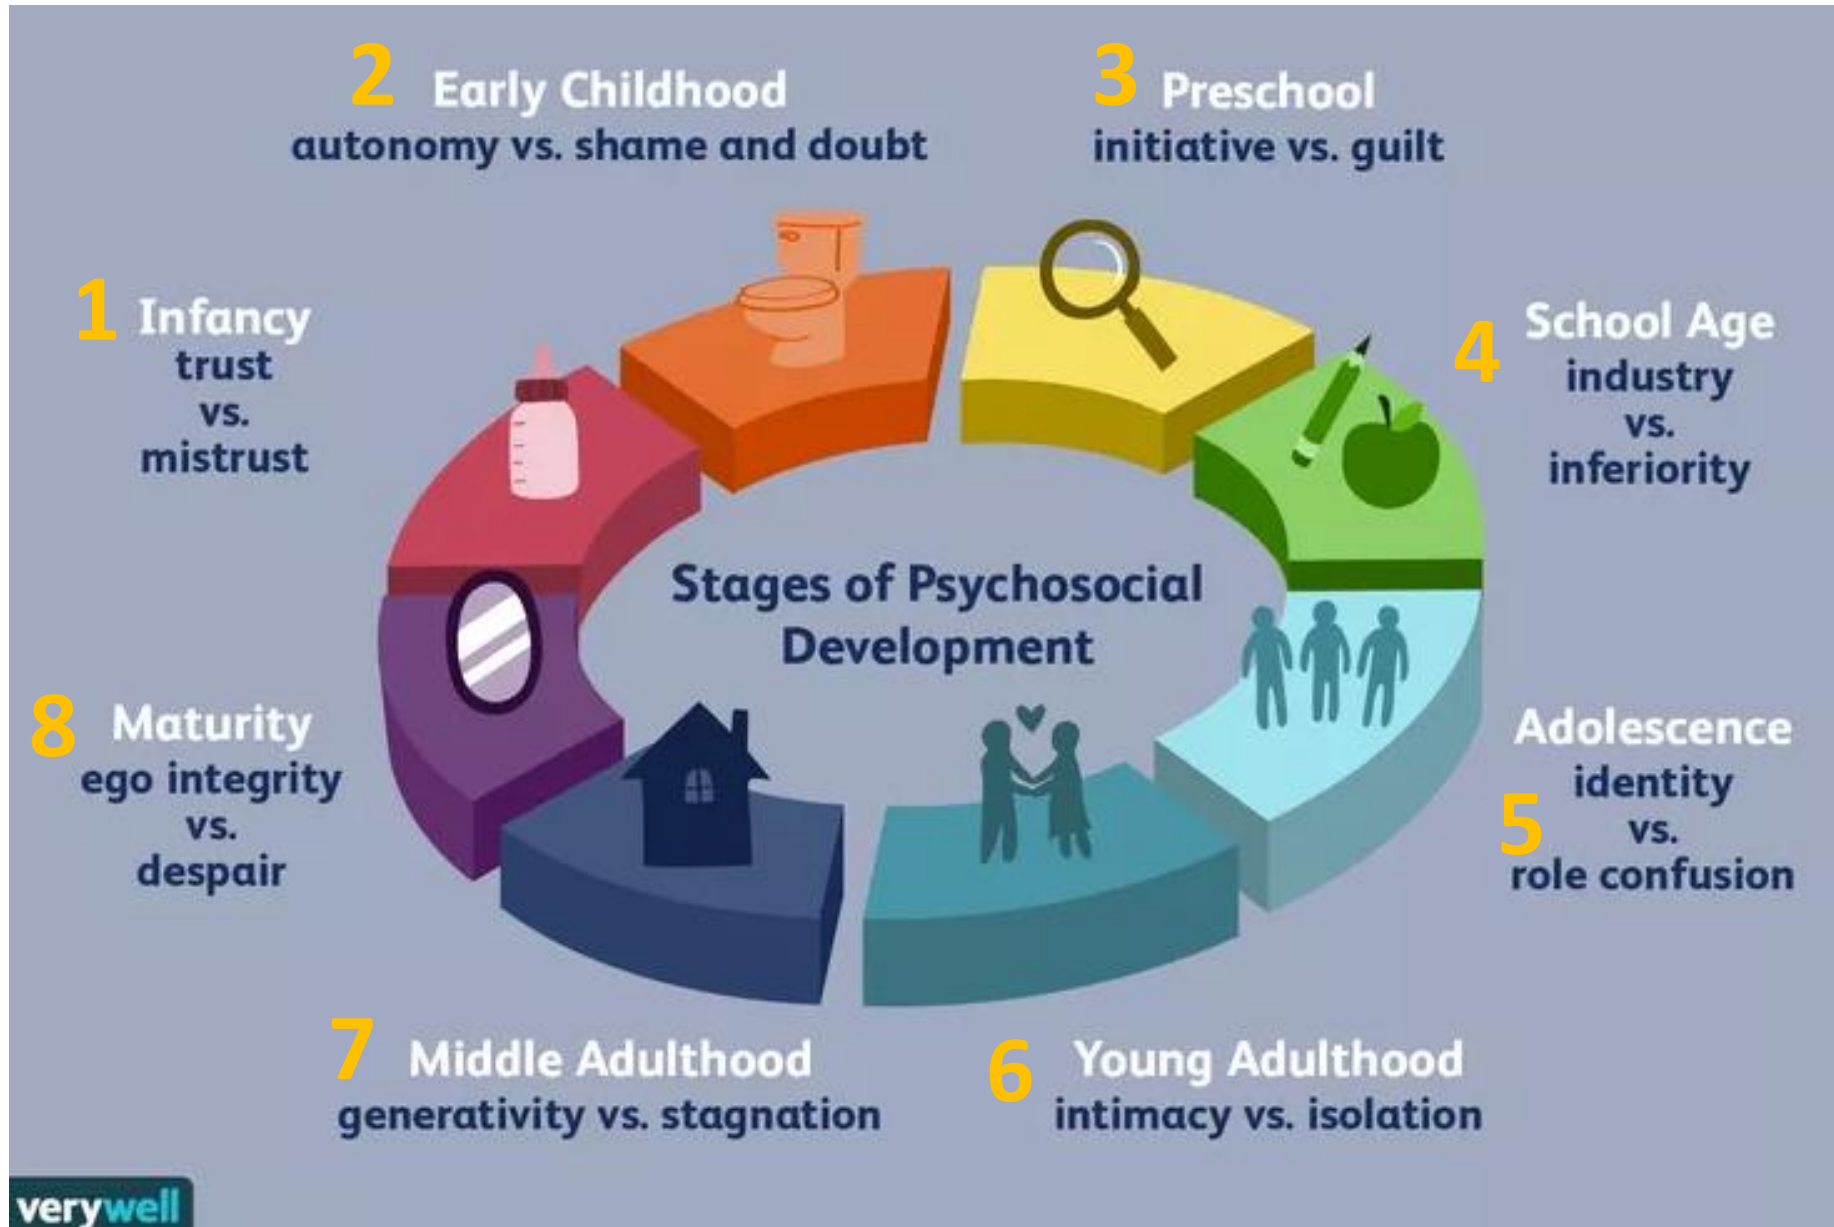 1 Infancy
trust
vs.
mistrust
2 Early Childhood
autonomy vs. shame and doubt
3 Preschool
initiative vs. guilt
4 School Age
industry
vs.
inferiority
Adolescence
identity
5 vs.
role confusion
6 Young Adulthood
intimacy vs. isolation
7 Middle Adulthood
generativity vs. stagnation
8 Maturity
ego integrity
vs.
despair
Stages of Psychosocial
Development
verywell